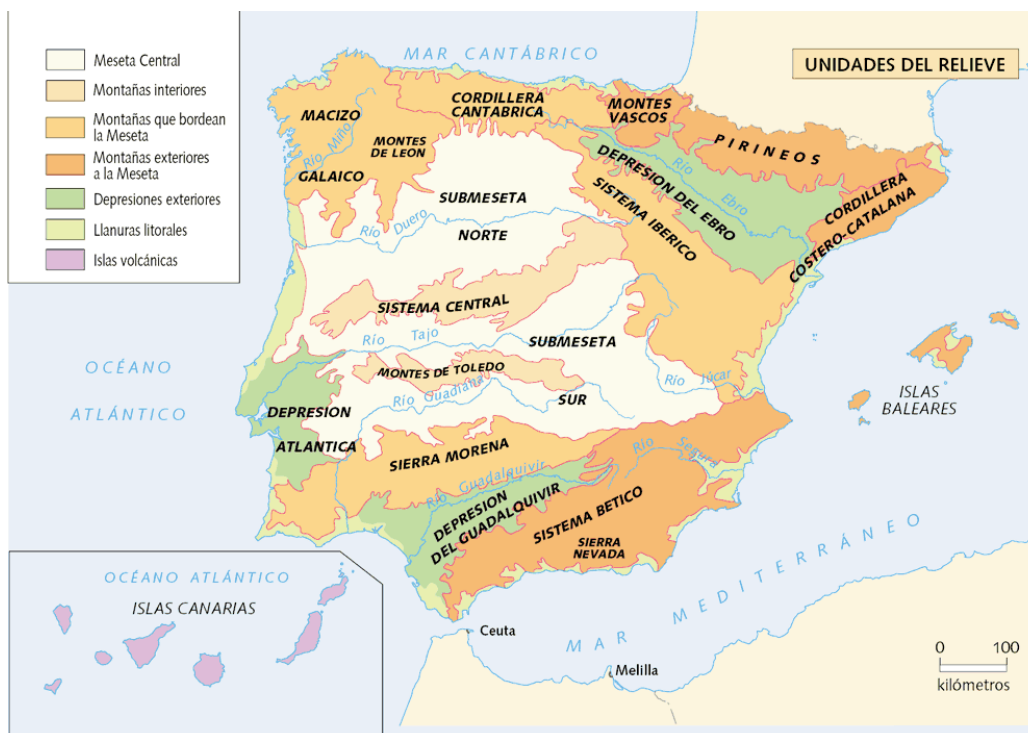 Meseta Central
Montañas interiores
Montañas que bordean
la Meseta
Montañas exteriores
a la Meseta
Depresiones exteriores
Llanuras litorales
Islas volcánicas
MAR CANTÁBRICO
UNIDADES DEL RELIEVE
MACIZO
GALAICO
Río Miño
MONTES
DE LEON
CORDILLERA
CANTABRICA
MONTES
VASCOS
PIRINEOS
DEPRESION DEL EBRO
Río Ebro
CORDILLERA
COSTERO-CATALANA
SISTEMA IBERICO
SUBMESETA
NORTE
Río Duero
SISTEMA CENTRAL
Río Tajo
SUBMESETA
SUR
MONTES DE TOLEDO
Río Guadiana
Río Júcar
OCÉANO
ATLÁNTICO
DEPRESION
ATLANTICA
ISLAS
BALEARES
SIERRA MORENA
Río Guadalquivir
Río Segura
DEPRESION
DEL GUADALQUIVIR
SISTEMA BETICO
SIERRA
NEVADA
MAR MEDITERRÁNEO
OCÉANO ATLÁNTICO
ISLAS CANARIAS
Ceuta
Melilla
0 100
kilómetros